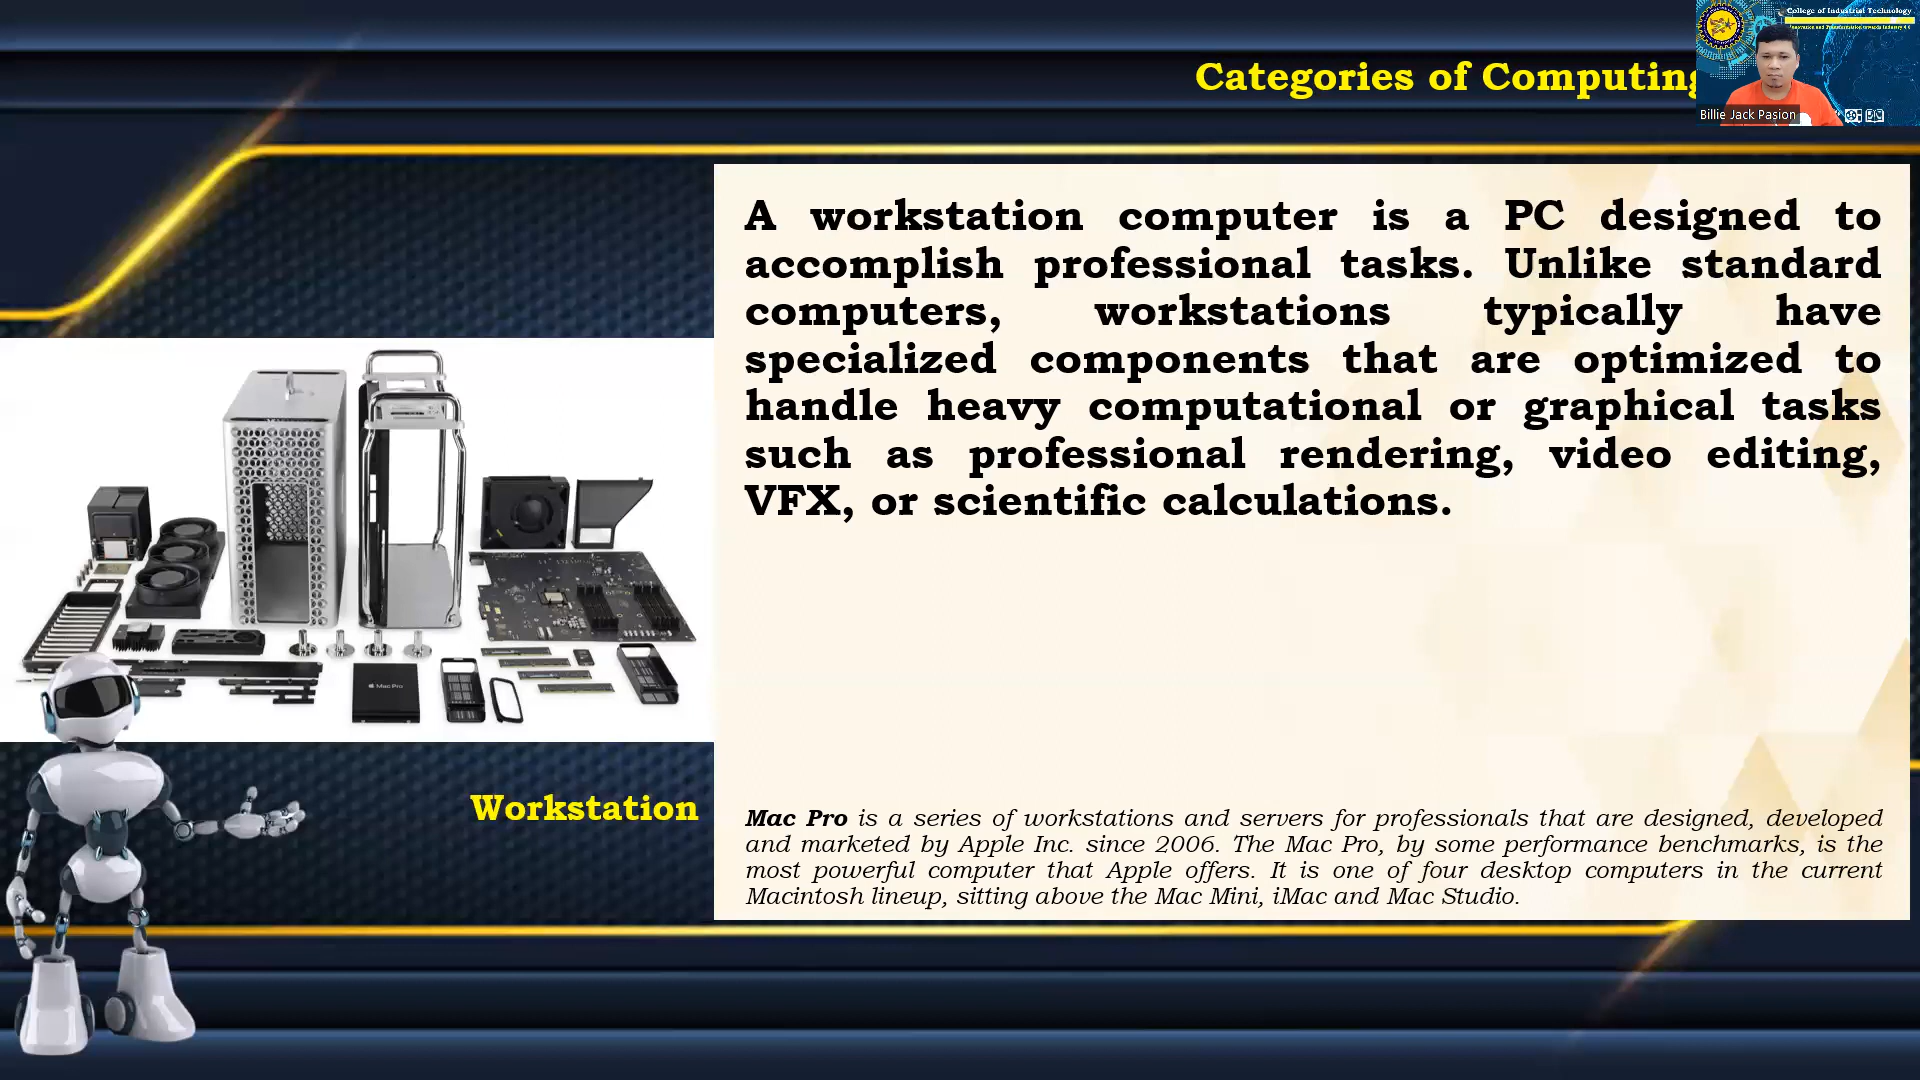 College of Industrial Technology
Categories of Computing
Billie Jack Pasion
A workstation computer is a PC designed to
accomplish professional tasks. Unlike standard
computers, workstations typically have
specialized components that are optimized to
handle heavy computational or graphical tasks
such as professional rendering, video editing,
VFX, or scientific calculations.
Mac Pro
Workstation
Mac Pro is a series of workstations and servers for professionals that are designed, developed
and marketed by Apple Inc. since 2006. The Mac Pro, by some performance benchmarks, is the
most powerful computer that Apple offers. It is one of four desktop computers in the current
Macintosh lineup, sitting above the Mac Mini, iMac and Mac Studio.